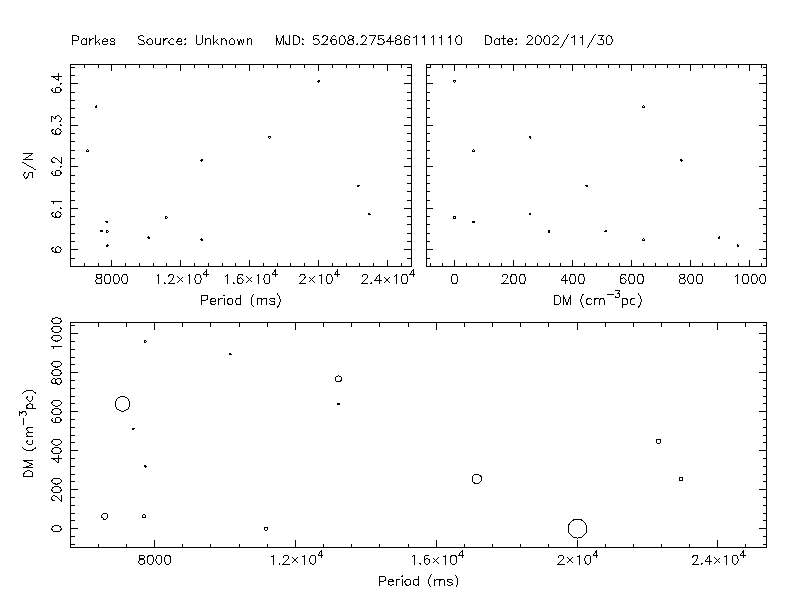 Parkes Source: Unknown MJD: 52608.275486111110 Date: 2002/11/30
S/N
6.4
6.3
6.2
6.1
6
8000 1.2×10⁴ 1.6×10⁴ 2×10⁴ 2.4×10⁴
Period (ms)
0 200 400 600 800 1000
DM (cm⁻³pc)
DM (cm⁻³pc)
1000
800
600
400
200
0
8000 1.2×10⁴ 1.6×10⁴ 2×10⁴ 2.4×10⁴
Period (ms)